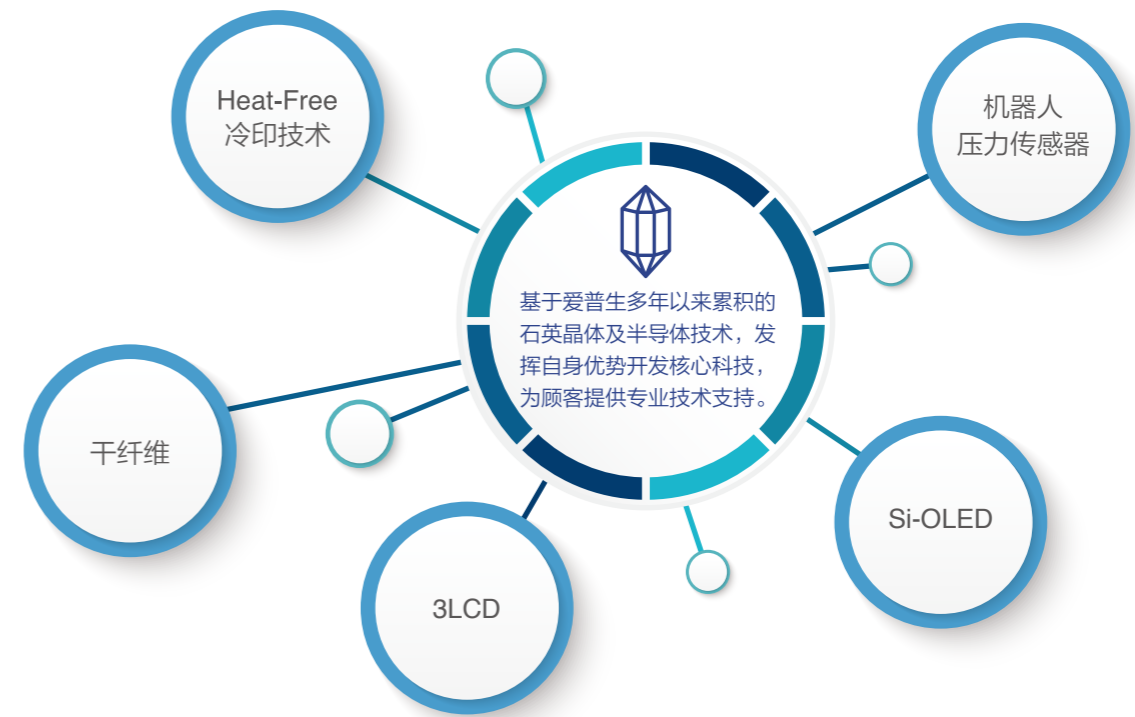 Heat-Free
冷印技术
机器人
压力传感器
基于爱普生多年以来累积的
石英晶体及半导体技术，发
挥自身优势开发核心科技，
为顾客提供专业技术支持。
干纤维
Si-OLED
3LCD